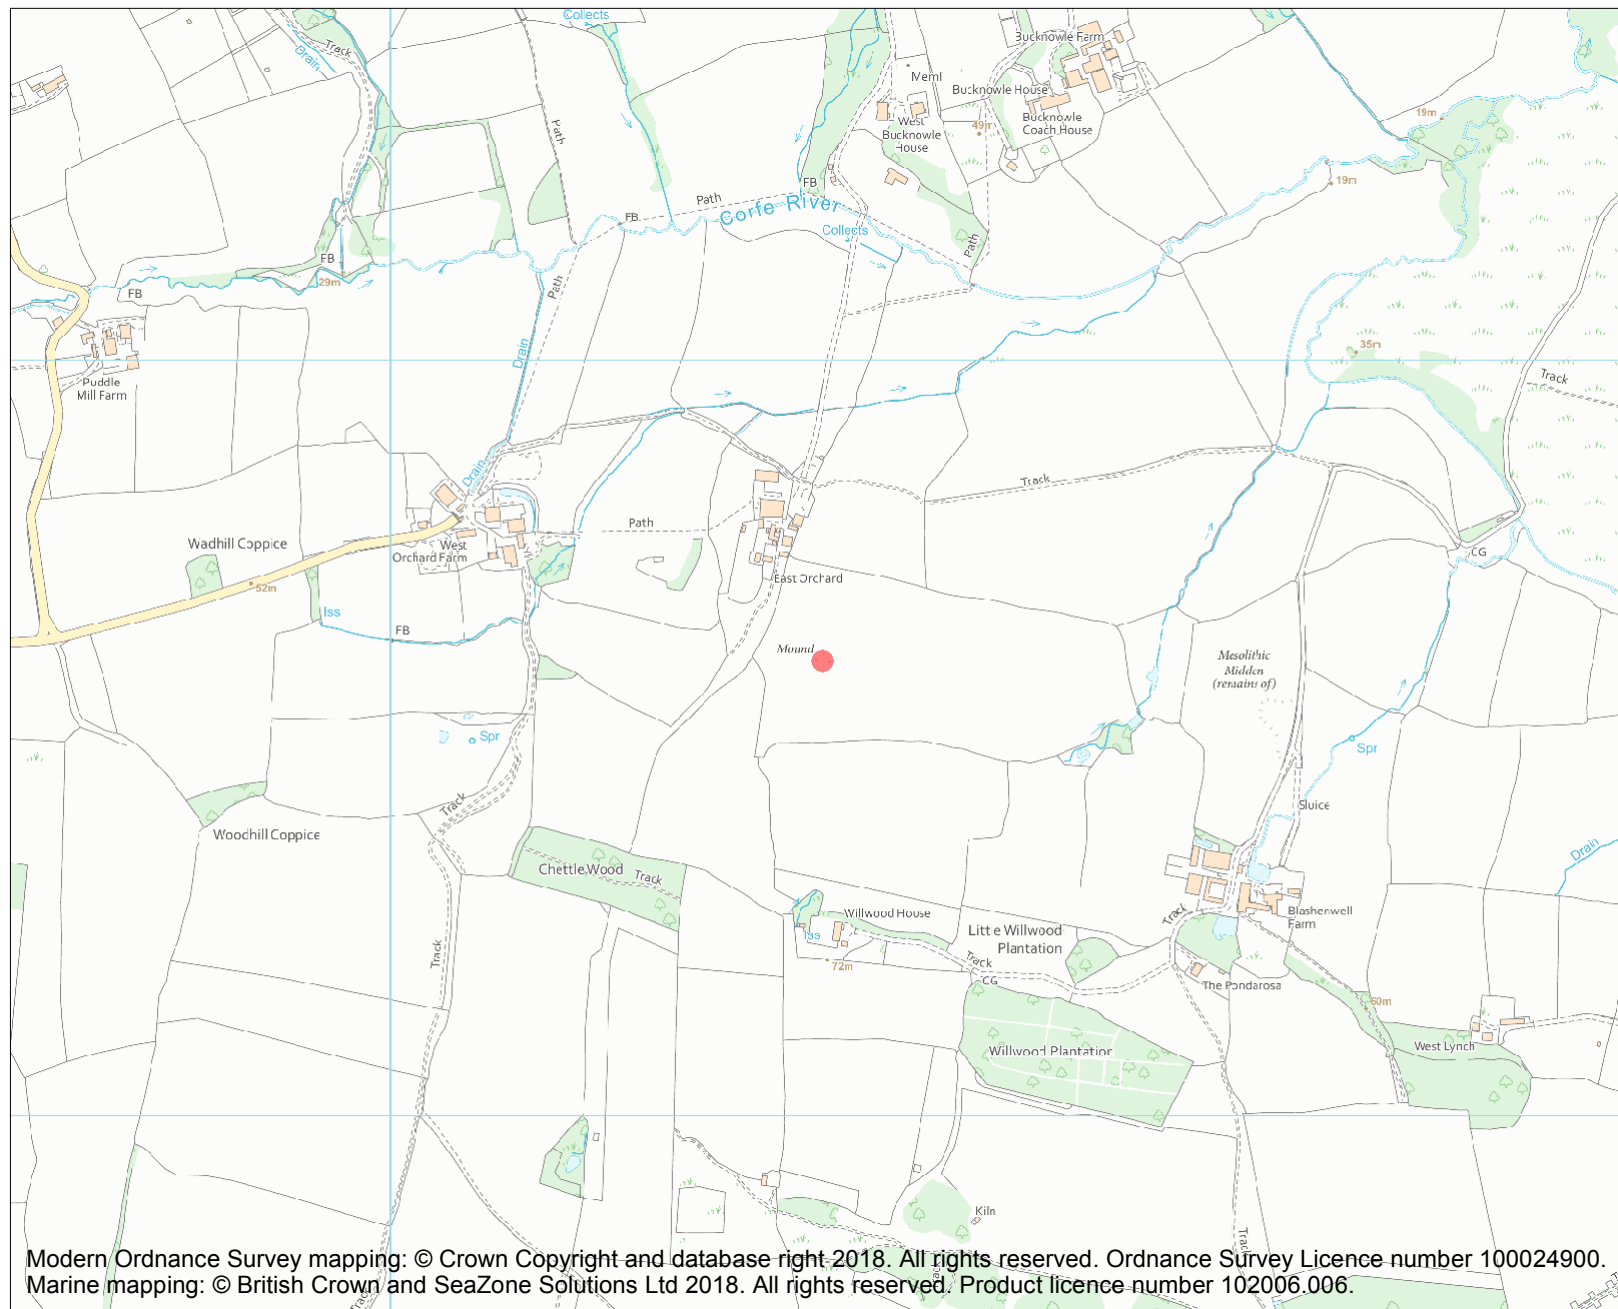 Collects
Track
Drain
Bucknowle Farm
Meml
Bucknowle House
West
Bucknowle
House
49m
Bucknowle
Coach House
19m
Path
19m
FB
Path
Corfe River
FB
Collects
Path
FB
29m
FB
Path
Drain
35m
Puddle
Mill Farm
Track
Drain
Track
Path
Wadhill Coppice
West
Orchard Farm
CG
52m
East Orchard
Iss
FB
Mound
Mesolithic
Midden
(remains of)
Spr
Spr
Track
Sluice
Woodhill Coppice
Chettle Wood
Track
Drain
Willwood House
Track
Blashenwell
Farm
Iss
Little Willwood
Plantation
Track
72m
Track
CG
The Pondarosa
60m
Willwood Plantation
West Lynch
Kiln
Track
Track
Track
Modern Ordnance Survey mapping: © Crown Copyright and database right 2018. All rights reserved. Ordnance Survey Licence number 100024900.
Marine mapping: © British Crown and SeaZone Solutions Ltd 2018. All rights reserved. Product licence number 102006.006.